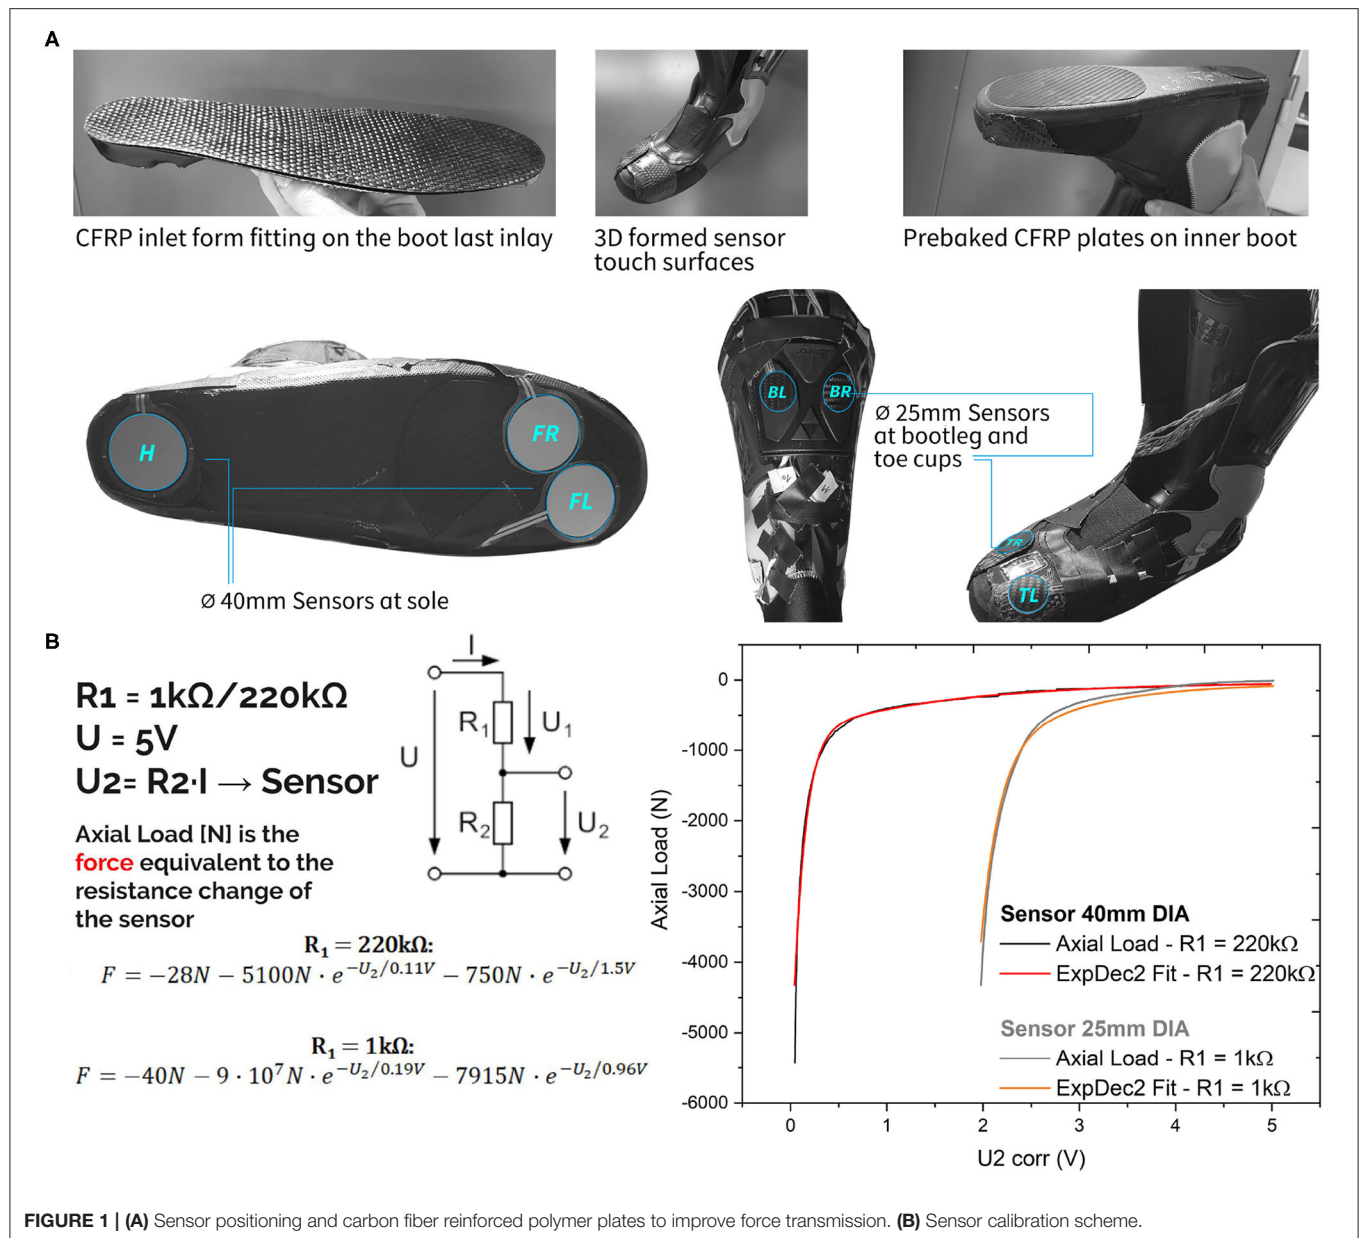 A
CFRP inlet form fitting on the boot last inlay
3D formed sensor
touch surfaces
Prebaked CFRP plates on inner boot
H
FR
FL
BL
BR
TR
TL
Ø 25mm Sensors
at bootleg and
toe cups
Ø 40mm Sensors at sole
B
R1 = 1kΩ/220kΩ
U = 5V
U2= R2·I → Sensor
Axial Load [N] is the
force equivalent to the
resistance change of
the sensor
I
R₁
U₁
U
R₂
U₂
R₁ = 220kΩ:
F = −28N − 5100N · e^−U₂/0.11V − 750N · e^−U₂/1.5V
R₁ = 1kΩ:
F = −40N − 9 · 10⁷N · e^−U₂/0.19V − 7915N · e^−U₂/0.96V
Axial Load (N)
0
-1000
-2000
-3000
-4000
-5000
-6000
Sensor 40mm DIA
Axial Load - R1 = 220kΩ
ExpDec2 Fit - R1 = 220kΩ
Sensor 25mm DIA
Axial Load - R1 = 1kΩ
ExpDec2 Fit - R1 = 1kΩ
0 1 2 3 4 5
U2 corr (V)
FIGURE 1 | (A) Sensor positioning and carbon fiber reinforced polymer plates to improve force transmission. (B) Sensor calibration scheme.